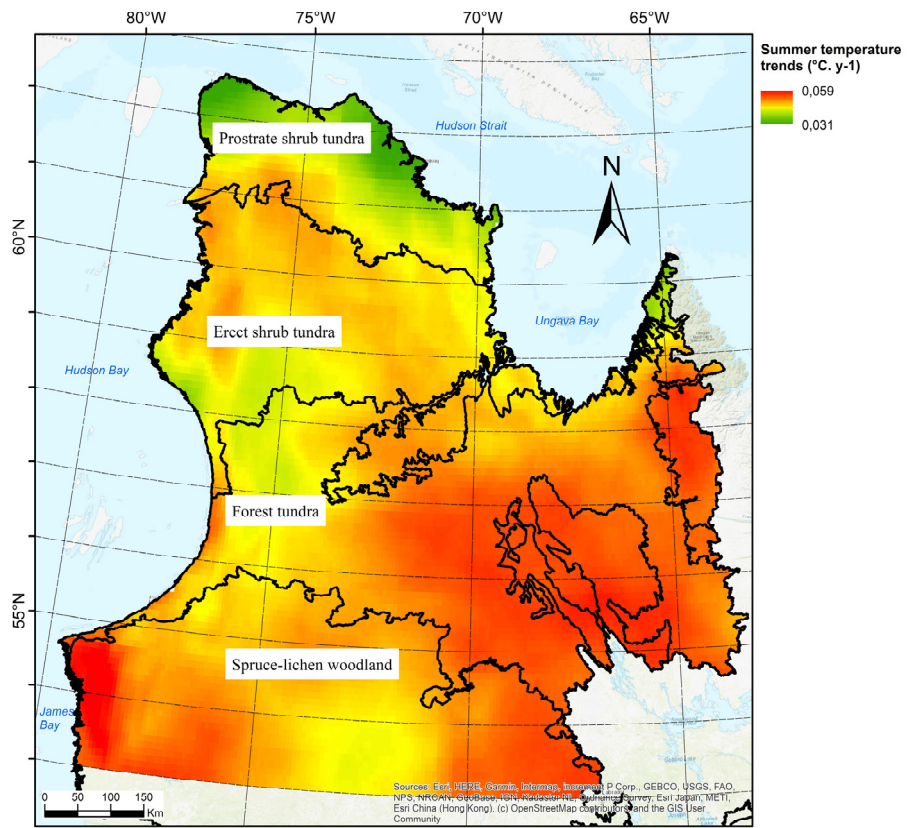 80°W
75°W
70°W
65°W
Summer temperature
trends (°C. y-1)
0,059
0,031
Hudson Strait
Prostrate shrub tundra
N
60°N
Ungava Bay
Erect shrub tundra
Hudson Bay
Forest tundra
55°N
Spruce-lichen woodland
James
Bay
0 50 100 150
Km
Sources: Esri, HERE, Garmin, Intermap, increment P Corp., GEBCO, USGS, FAO,
NPS, NRCAN, GeoBase, IGN, Kadaster NL, Ordnance Survey, Esri Japan, METI,
Esri China (Hong Kong), (c) OpenStreetMap contributors, and the GIS User
Community